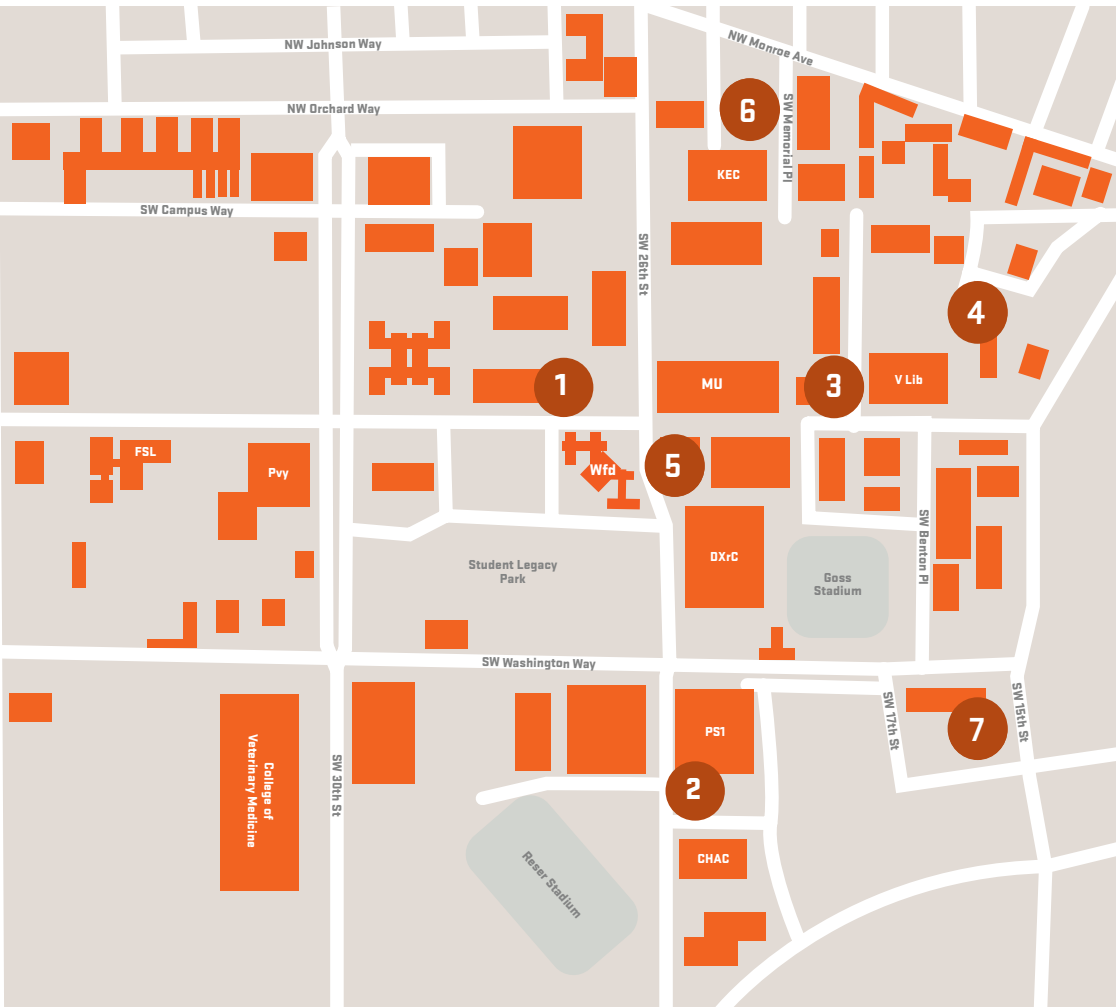 NW Johnson Way
NW Monroe Ave
NW Orchard Way
6
SW Memorial Pl
KEC
SW Campus Way
SW 26th St
4
1
MU
3
V Lib
FSL
Pvy
Wfd
5
SW Benton Pl
DXrC
Student Legacy
Park
Goss
Stadium
SW Washington Way
SW 17th St
SW 15th St
7
PS1
2
College of
Veterinary Medicine
SW 30th St
CHAC
Reser Stadium